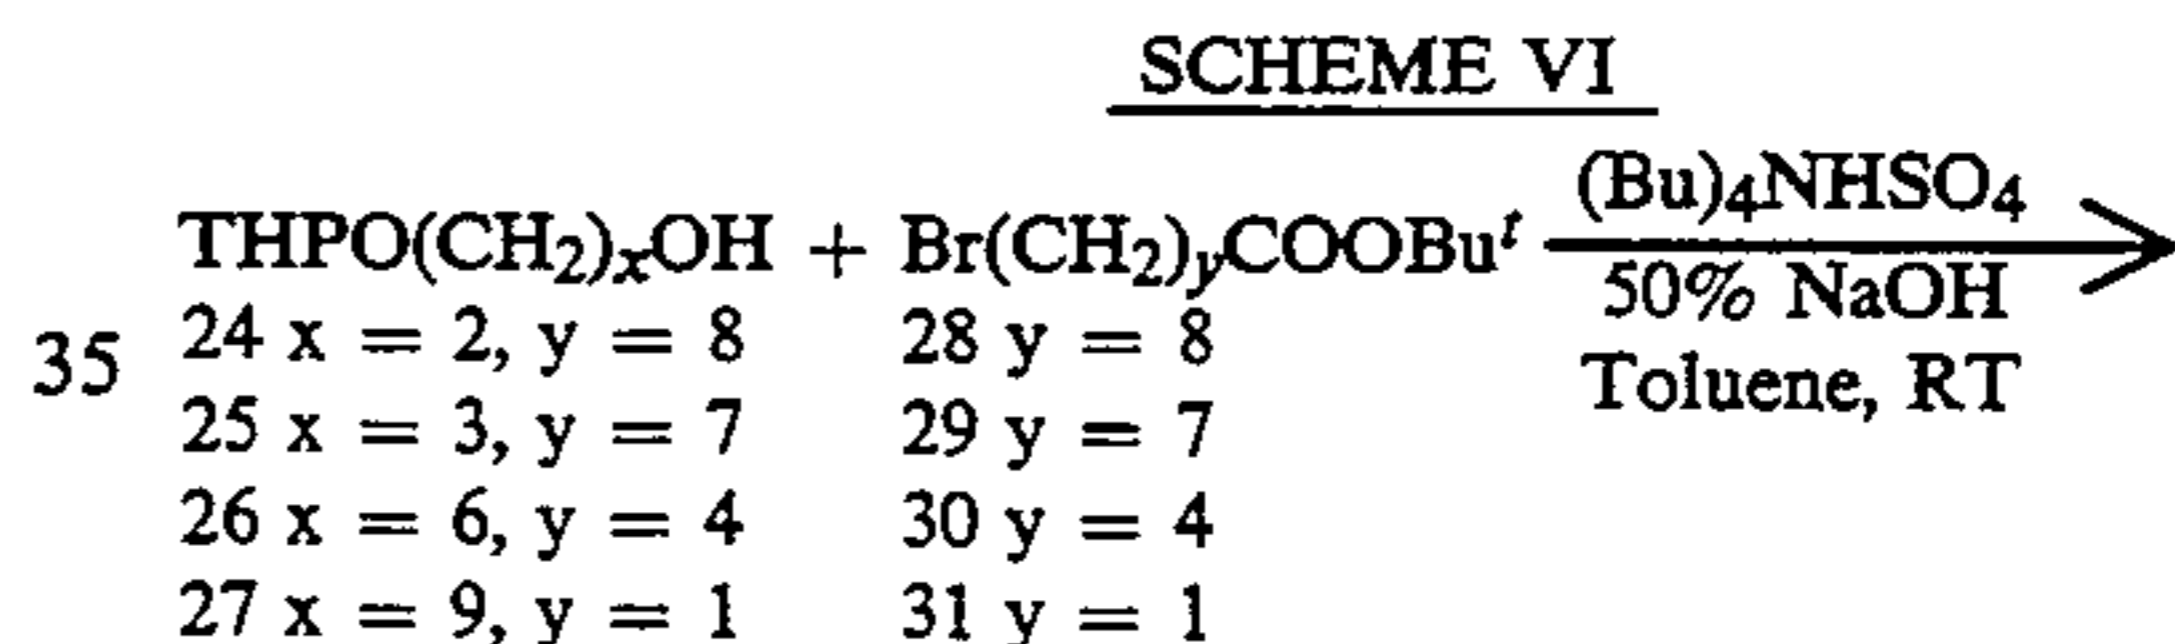 SCHEME VI
(Bu)4NHSO4
THPO(CH2)xOH + Br(CH2)yCOOBu^t
50% NaOH
Toluene, RT
35 24 x = 2, y = 8 28 y = 8
25 x = 3, y = 7 29 y = 7
26 x = 6, y = 4 30 y = 4
27 x = 9, y = 1 31 y = 1